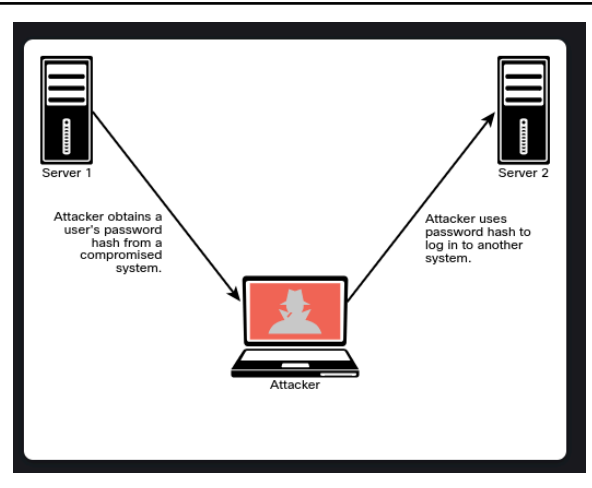 Server 1
Server 2
Attacker obtains a
user's password
hash from a
compromised
system.
Attacker uses
password hash to
log in to another
system.
Attacker